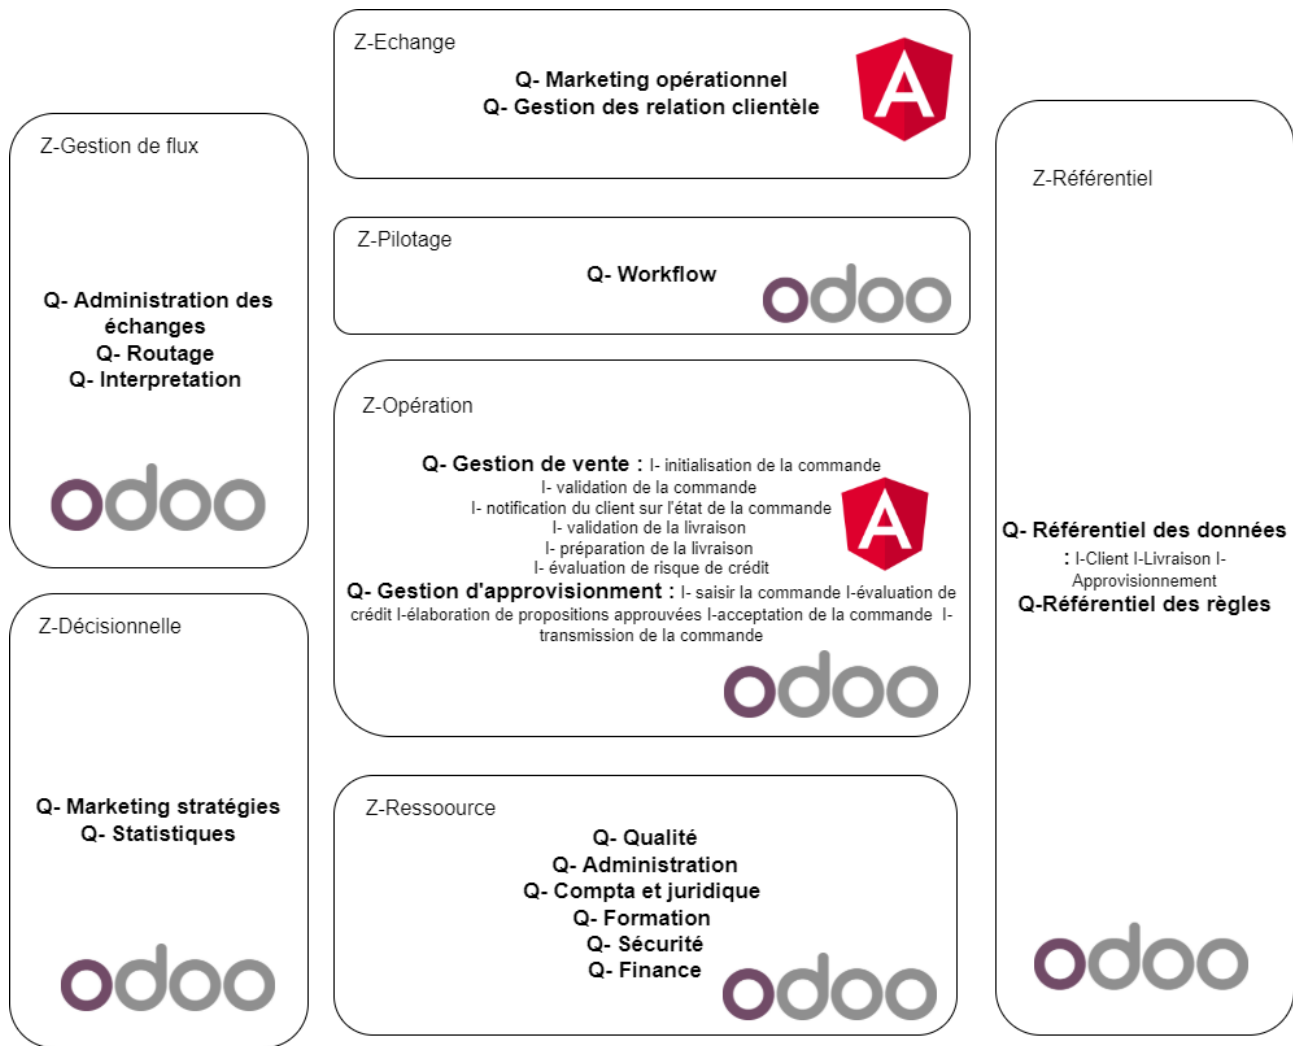 Z-Echange
Q- Marketing opérationnel
Q- Gestion des relation clientèle
A
Z-Gestion de flux
Q- Administration des
échanges
Q- Routage
Q- Interpretation
odoo
Z-Pilotage
Q- Workflow
odoo
Z-Opération
Q- Gestion de vente : I- initialisation de la commande
I- validation de la commande
I- notification du client sur l'état de la commande
I- validation de la livraison
I- préparation de la livraison
I- évaluation de risque de crédit
A
Q- Gestion d'approvisionment : I- saisir la commande I-évaluation de
crédit I-élaboration de propositions approuvées I-acceptation de la commande I-
transmission de la commande
odoo
Z-Référentiel
Q- Référentiel des données
: I-Client I-Livraison I-
Approvisionnement
Q-Référentiel des règles
odoo
Z-Décisionnelle
Q- Marketing stratégies
Q- Statistiques
odoo
Z-Ressoource
Q- Qualité
Q- Administration
Q- Compta et juridique
Q- Formation
Q- Sécurité
Q- Finance
odoo